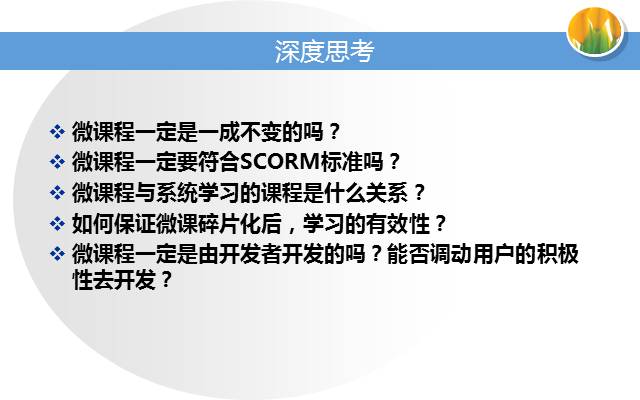 深度思考
微课程一定是一成不变的吗？
微课程一定要符合SCORM标准吗？
微课程与系统学习的课程是什么关系？
如何保证微课碎片化后，学习的有效性？
微课程一定是由开发者开发的吗？能否调动用户的积极
性去开发？